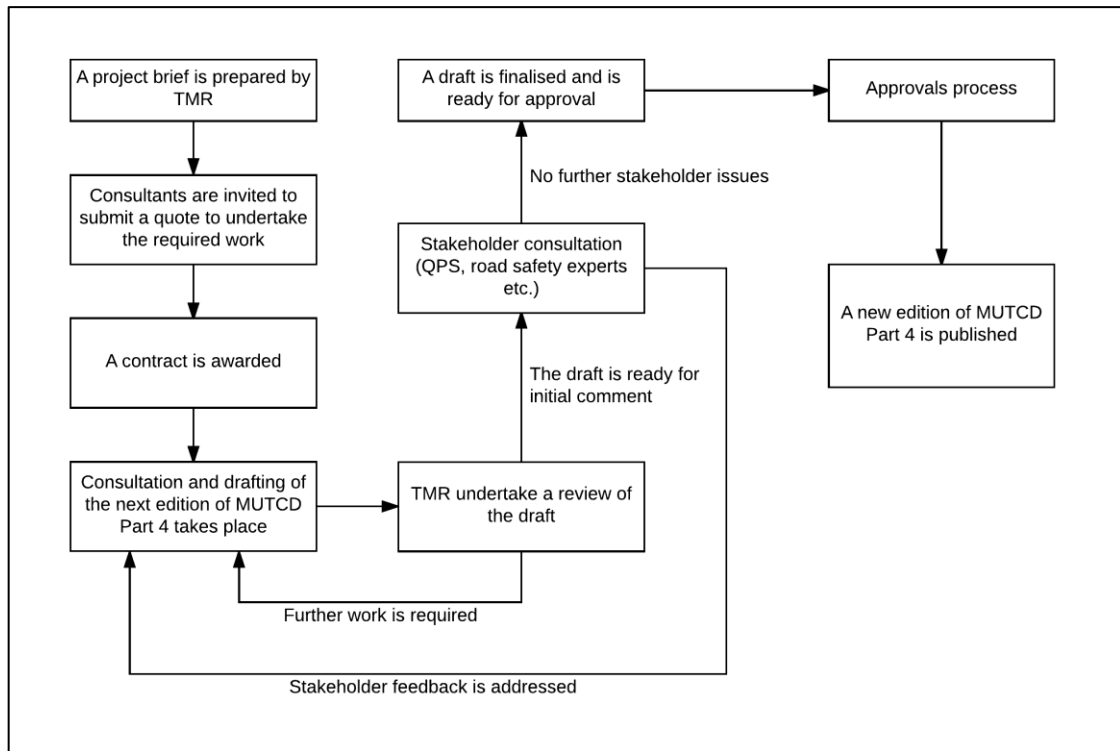 A project brief is prepared by
TMR
Consultants are invited to
submit a quote to undertake
the required work
A contract is awarded
Consultation and drafting of
the next edition of MUTCD
Part 4 takes place
TMR undertake a review of
the draft
Further work is required
The draft is ready for
initial comment
Stakeholder consultation
(QPS, road safety experts
etc.)
Stakeholder feedback is addressed
No further stakeholder issues
A draft is finalised and is
ready for approval
Approvals process
A new edition of MUTCD
Part 4 is published